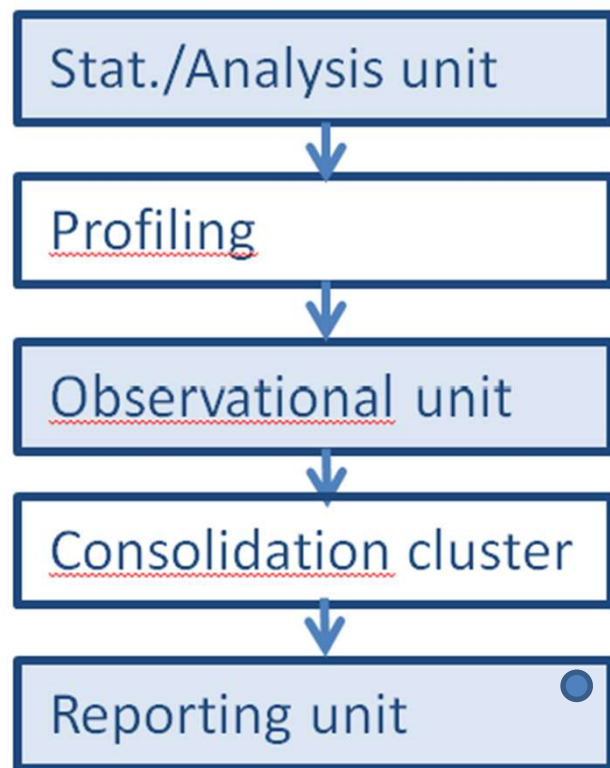 Stat./Analysis unit
Profiling
Observational unit
Consolidation cluster
Reporting unit